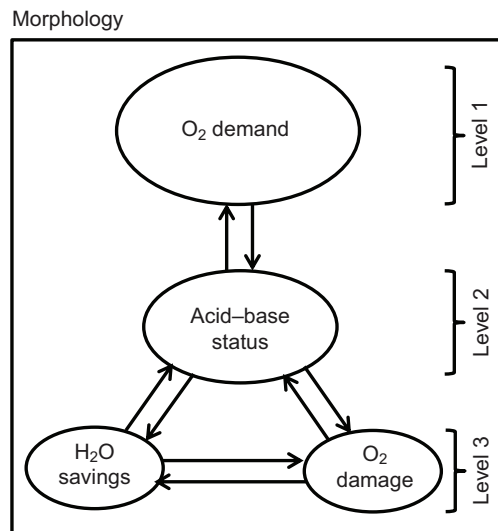 Morphology
O₂ demand
Level 1
Acid–base
status
Level 2
H₂O
savings
O₂
damage
Level 3